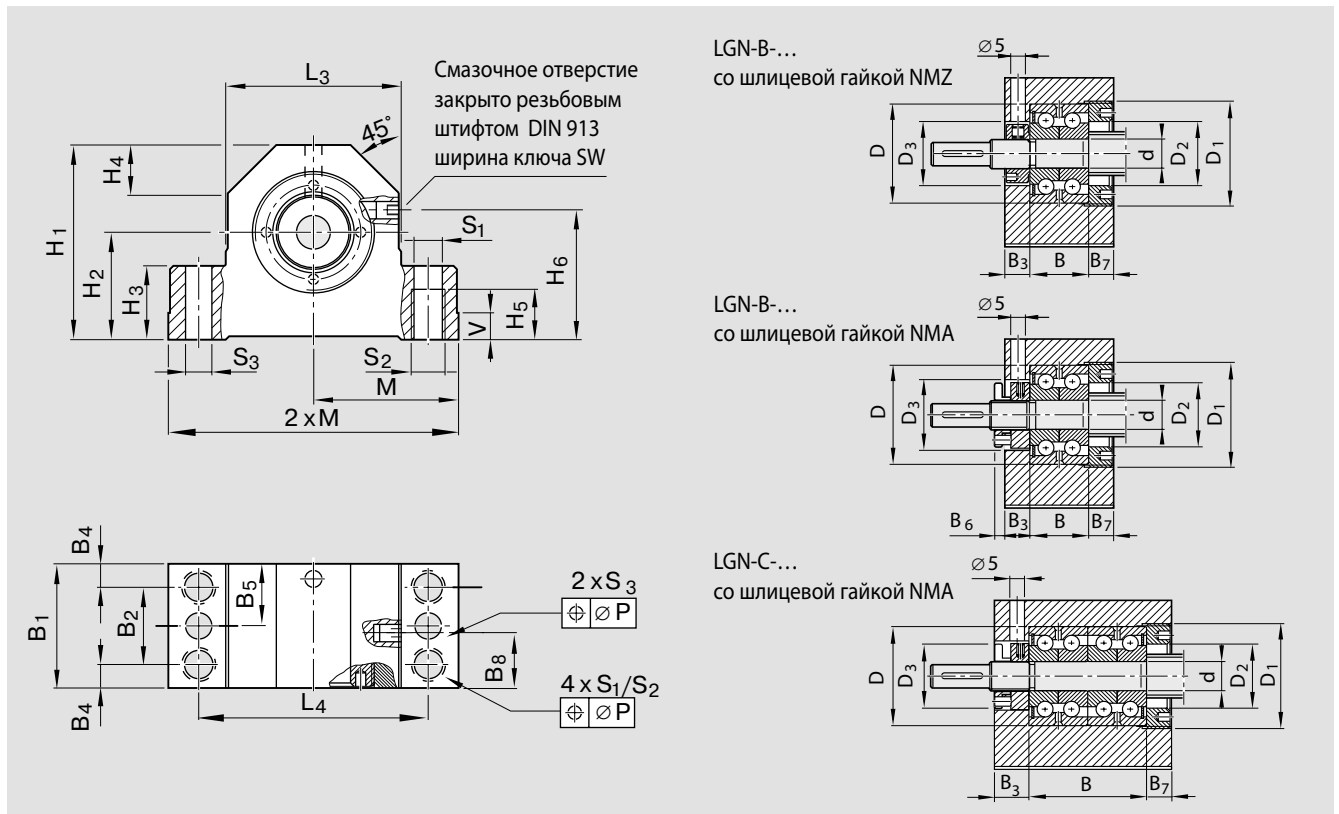 L3
Смазочное отверстие
закрыто резьбовым
штифтом DIN 913
ширина ключа SW
45°
H4
H1
H2
H3
S1
H6
H5
V
S3
S2
M
2 x M
B4
B1
B2
B5
B4
L4
2 x S3
⌖ ∅ P
B8
4 x S1/S2
⌖ ∅ P
LGN-B-…
со шлицевой гайкой NMZ
∅ 5
D
D3
d
D2
D1
B3
B
B7
LGN-B-…
со шлицевой гайкой NMA
∅ 5
D
D3
d
D2
D1
B6
B3
B
B7
LGN-C-…
со шлицевой гайкой NMA
∅ 5
D
D3
d
D2
D1
B3
B
B7